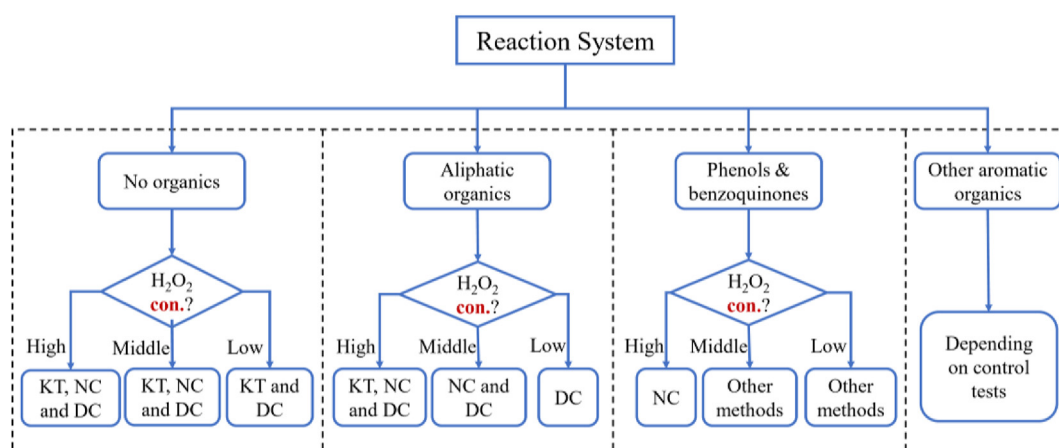 Reaction System
No organics
H₂O₂
con.?
High
Middle
Low
KT, NC
and DC
KT, NC
and DC
KT and
DC
Aliphatic
organics
H₂O₂
con.?
High
Middle
Low
KT, NC
and DC
NC and
DC
DC
Phenols &
benzoquinones
H₂O₂
con.?
High
Middle
Low
NC
Other
methods
Other
methods
Other aromatic
organics
Depending
on control
tests